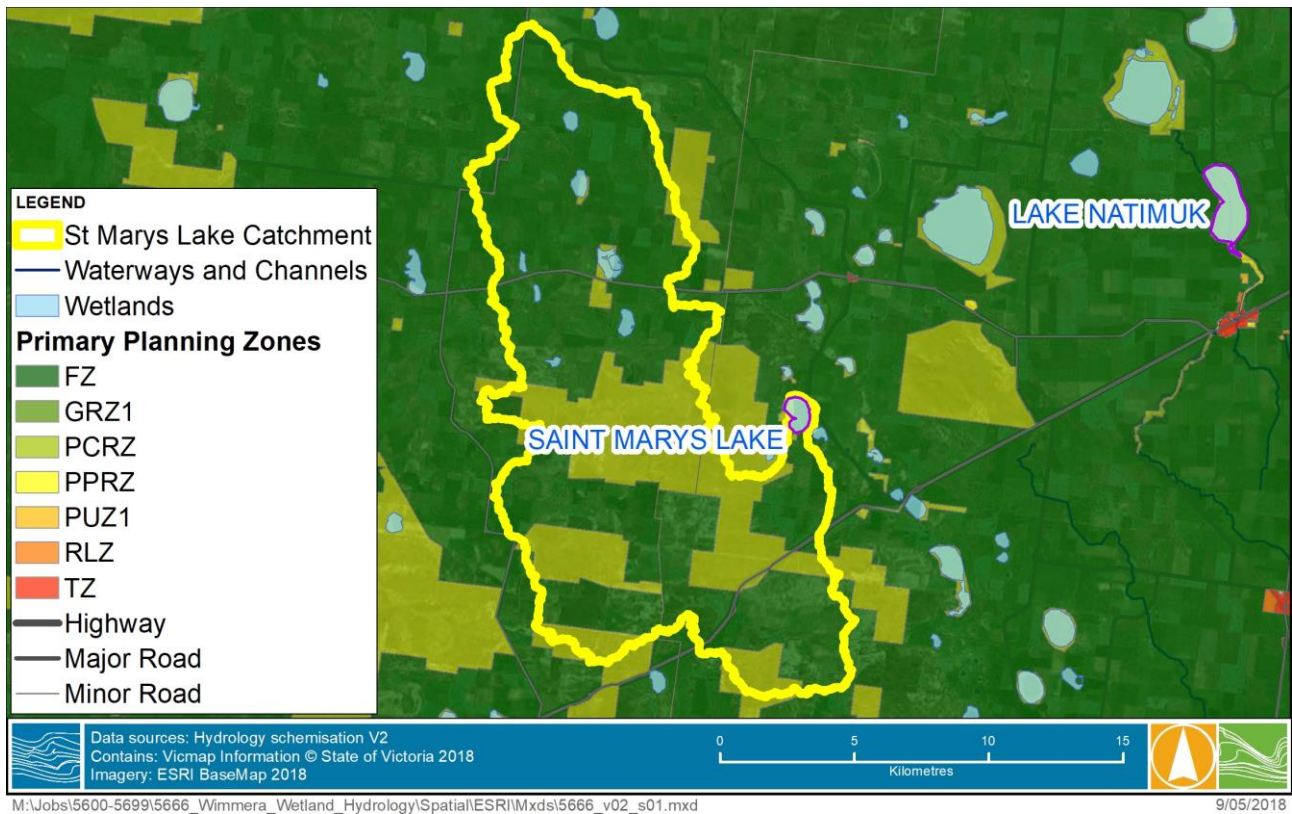 LAKE NATIMUK
SAINT MARYS LAKE
LEGEND
St Marys Lake Catchment
Waterways and Channels
Wetlands
Primary Planning Zones
FZ
GRZ1
PCRZ
PPRZ
PUZ1
RLZ
TZ
Highway
Major Road
Minor Road
Data sources: Hydrology schemisation V2
Contains: Vicmap Information © State of Victoria 2018
Imagery: ESRI BaseMap 2018
0 5 10 15
Kilometres
M:\Jobs\5600-5699\5666_Wimmera_Wetland_Hydrology\Spatial\ESRI\Mxds\5666_v02_s01.mxd
9/05/2018